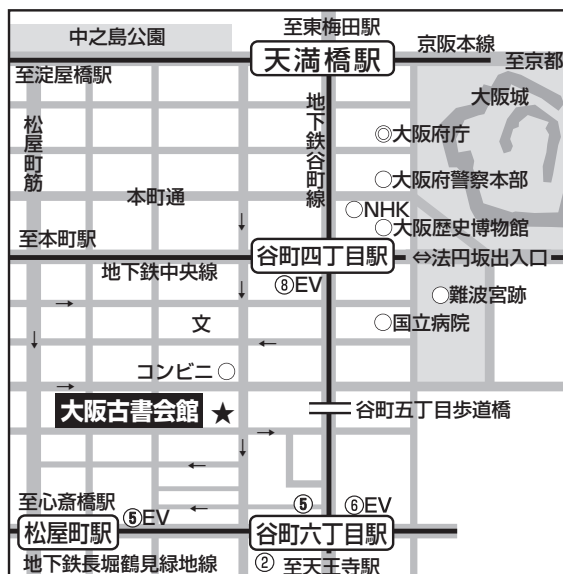 中之島公園
至東梅田駅
京阪本線
天満橋駅
至京都
至淀屋橋駅
大阪城
松屋町筋
地下鉄谷町線
◎大阪府庁
○大阪府警察本部
本町通
○NHK
○大阪歴史博物館
至本町駅
谷町四丁目駅
⇔法円坂出入口
地下鉄中央線
⑧EV
○難波宮跡
文
○国立病院
コンビニ○
大阪古書会館 ★
谷町五丁目歩道橋
至心斎橋駅
⑤EV
⑤
⑥EV
松屋町駅
谷町六丁目駅
地下鉄長堀鶴見緑地線
②
至天王寺駅